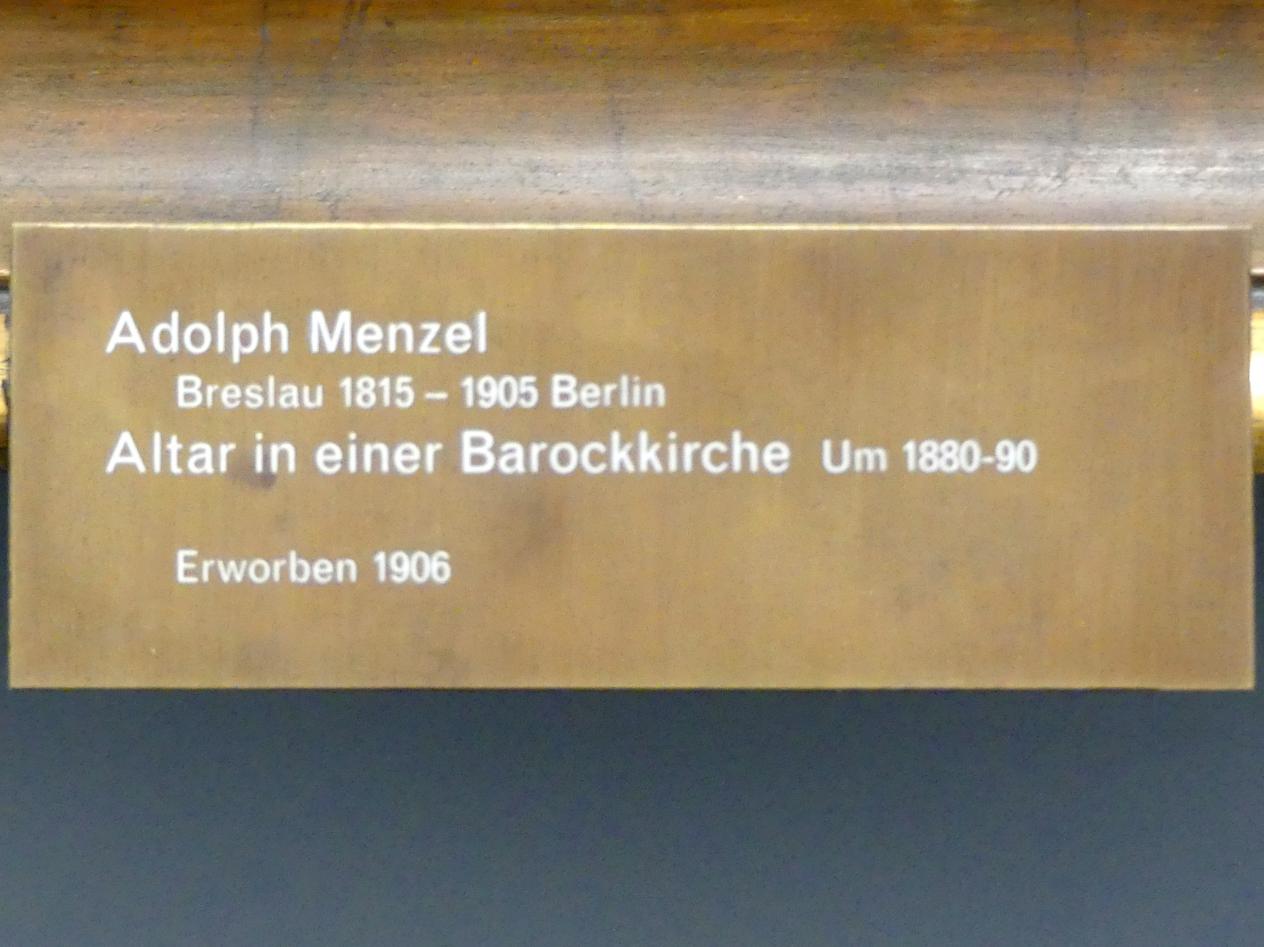 Adolph Menzel
Breslau 1815 – 1905 Berlin
Altar in einer Barockkirche Um 1880-90
Erworben 1906